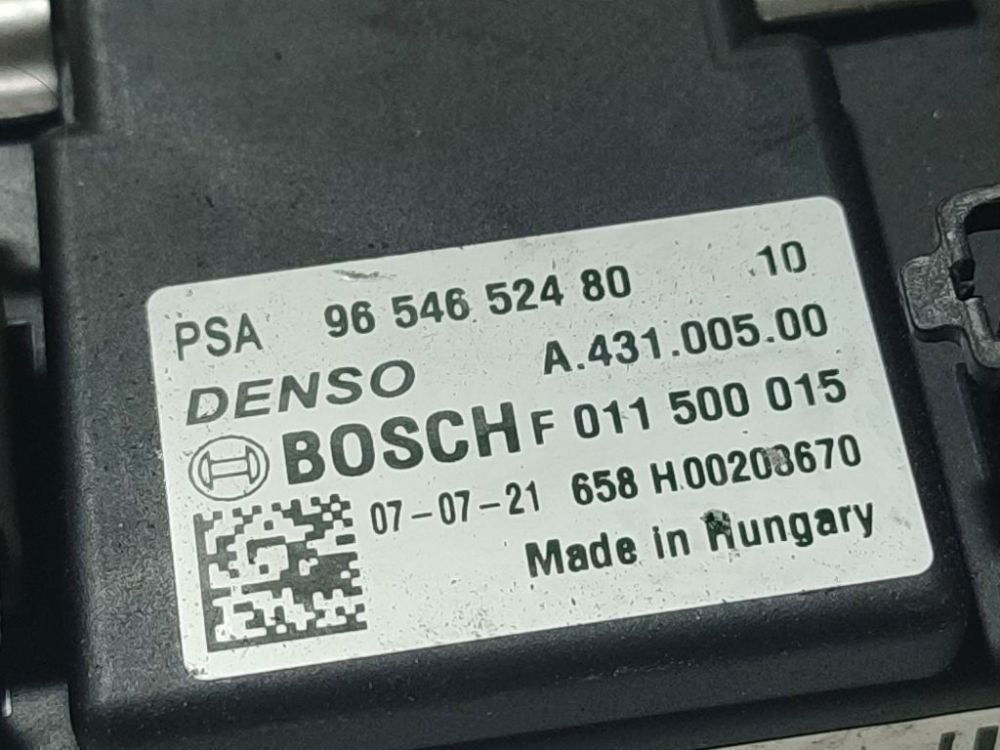 PSA 96 546 524 80 .10
DENSO A.431.005.00
BOSCH F 011 500 015
07-07-21 658 H.00208670
Made in Hungary